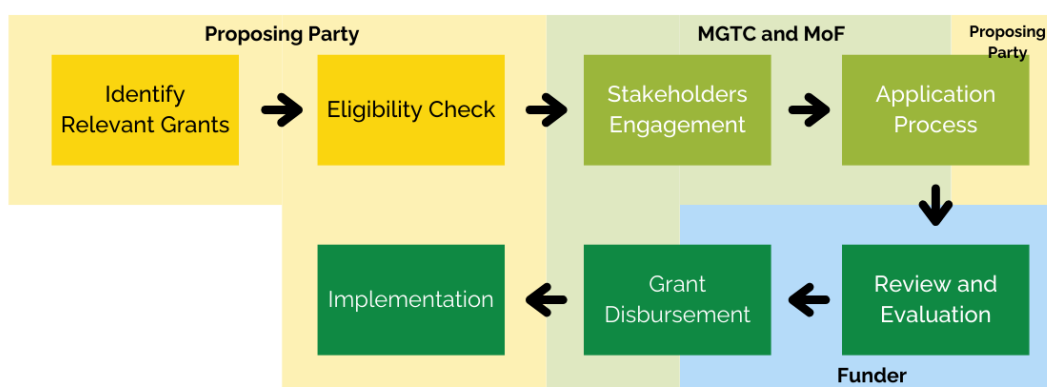 Proposing Party
MGTC and MoF
Proposing
Party
Identify
Relevant Grants
Eligibility Check
Stakeholders
Engagement
Application
Process
Implementation
Grant
Disbursement
Review and
Evaluation
Funder